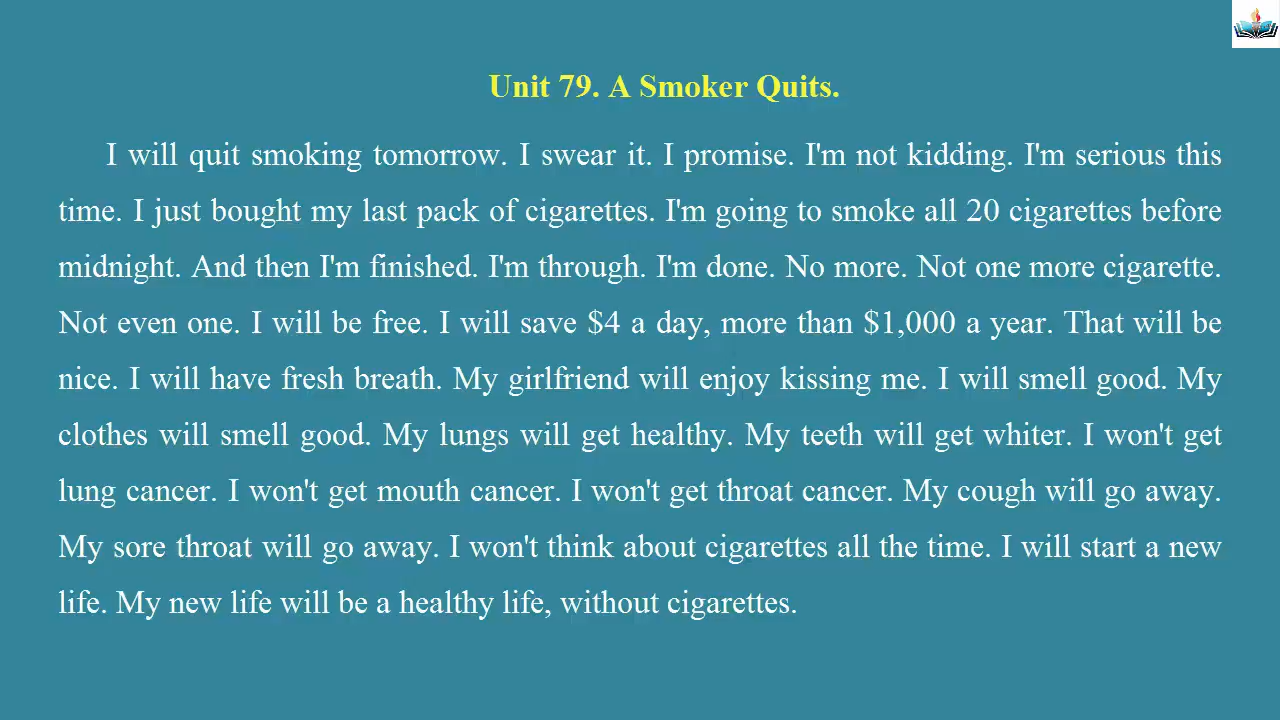 Unit 79. A Smoker Quits.
I will quit smoking tomorrow. I swear it. I promise. I'm not kidding. I'm serious this
time. I just bought my last pack of cigarettes. I'm going to smoke all 20 cigarettes before
midnight. And then I'm finished. I'm through. I'm done. No more. Not one more cigarette.
Not even one. I will be free. I will save $4 a day, more than $1,000 a year. That will be
nice. I will have fresh breath. My girlfriend will enjoy kissing me. I will smell good. My
clothes will smell good. My lungs will get healthy. My teeth will get whiter. I won't get
lung cancer. I won't get mouth cancer. I won't get throat cancer. My cough will go away.
My sore throat will go away. I won't think about cigarettes all the time. I will start a new
life. My new life will be a healthy life, without cigarettes.